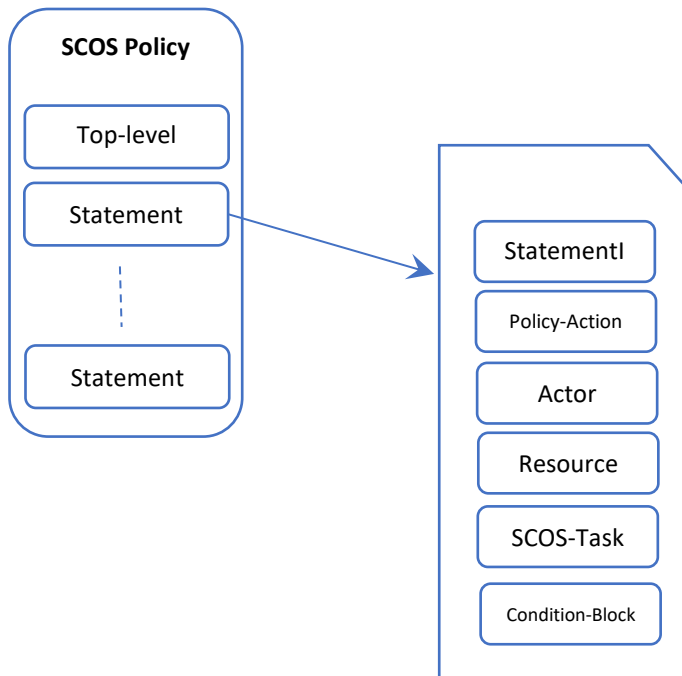 SCOS Policy
Top-level
Statement
Statement
StatementI
Policy-Action
Actor
Resource
SCOS-Task
Condition-Block